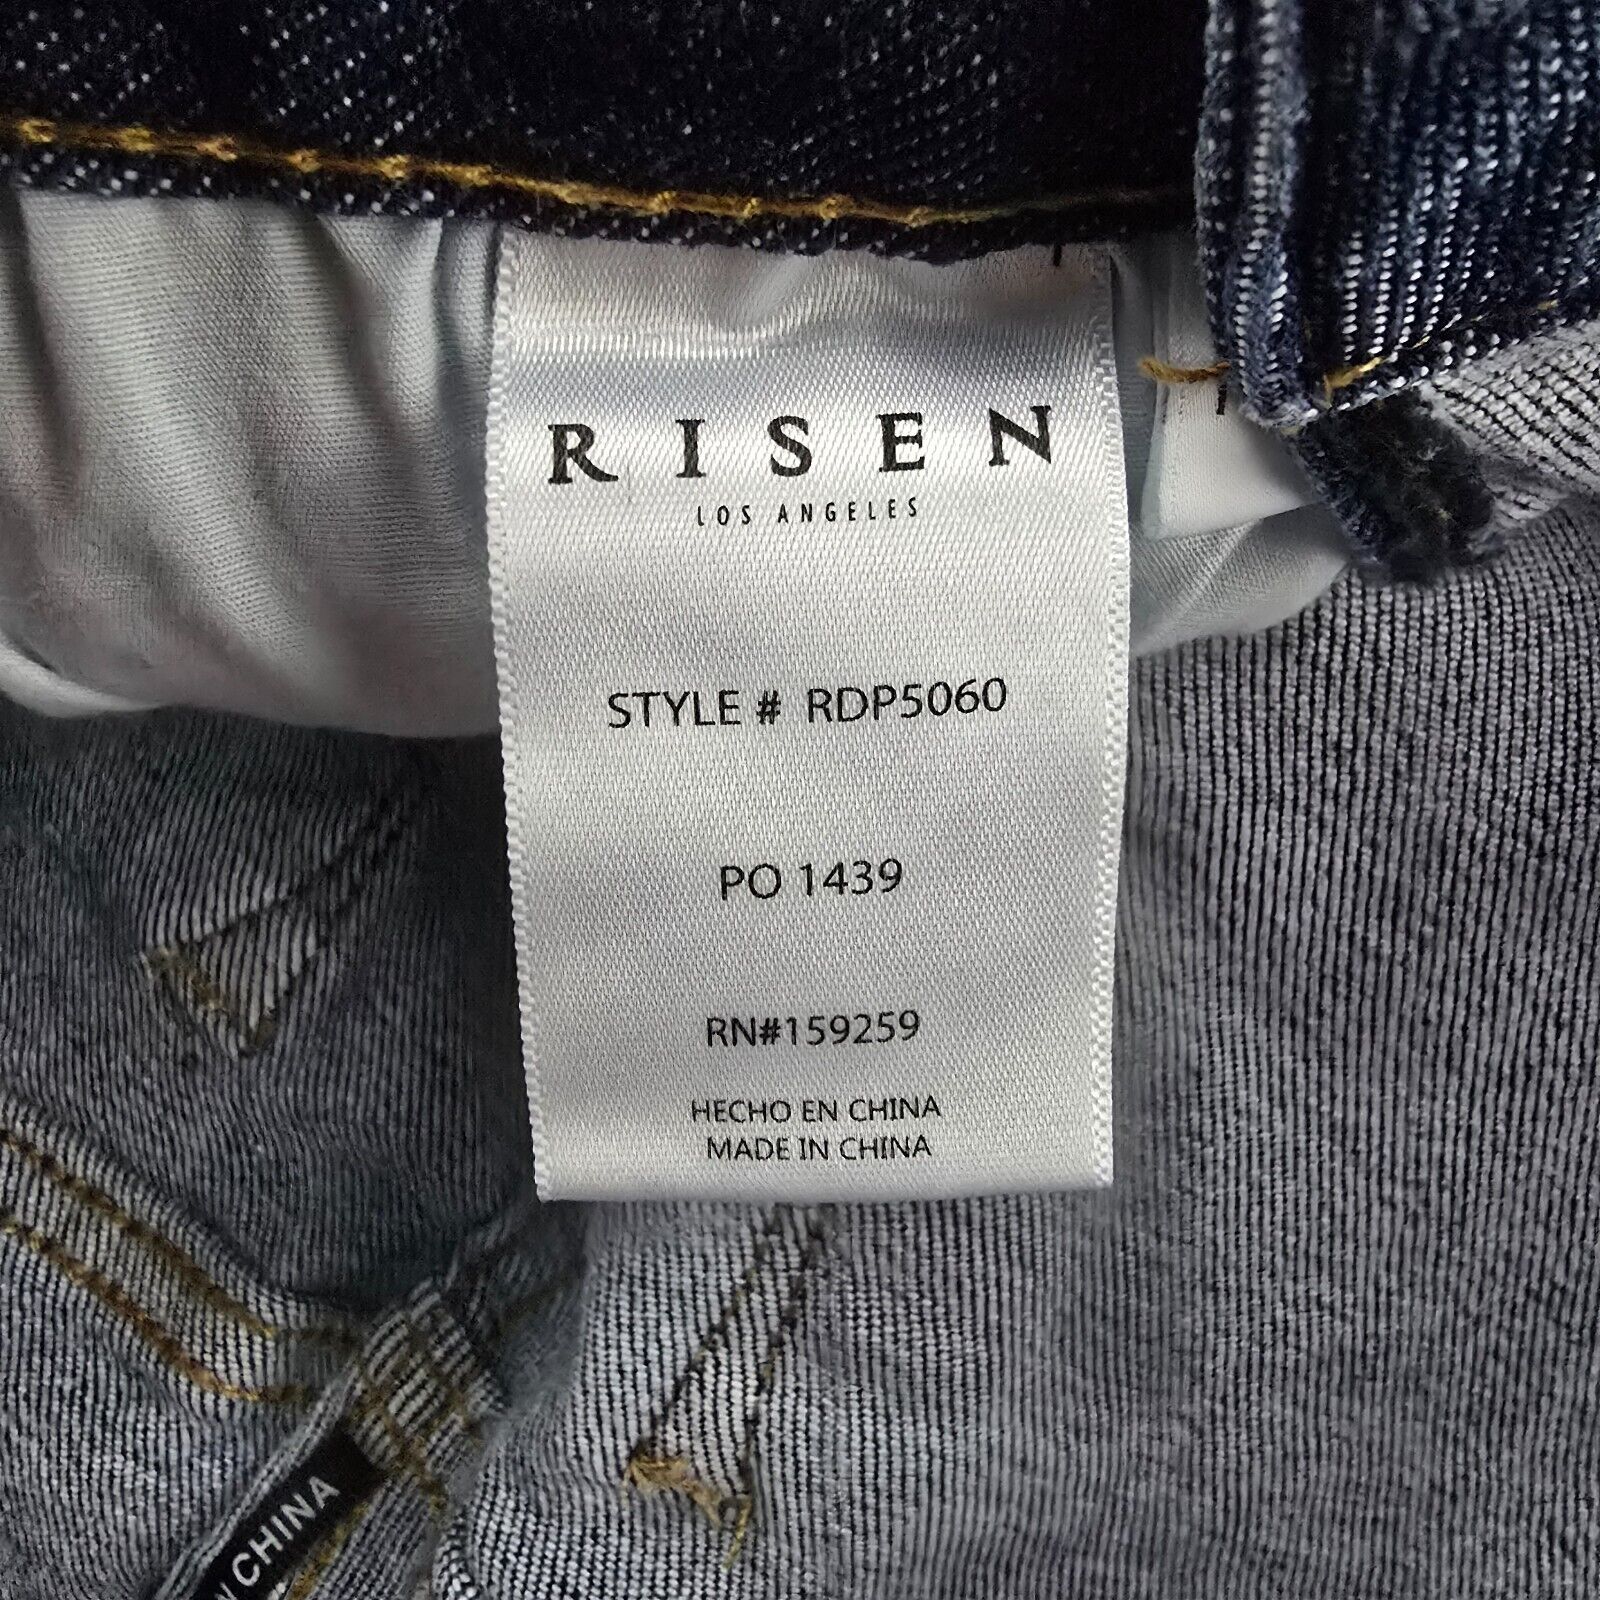 RISEN
LOS ANGELES
STYLE # RDP5060
PO 1439
RN#159259
HECHO EN CHINA
MADE IN CHINA
CHINA